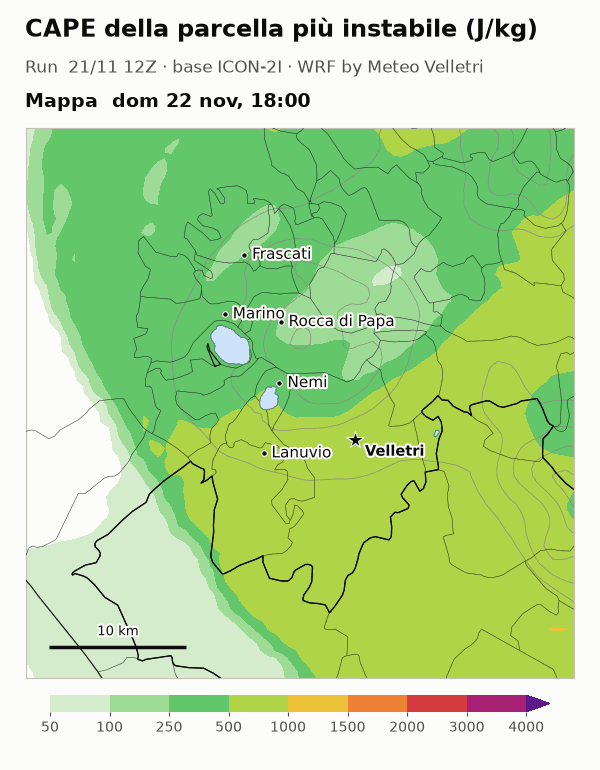 CAPE della parcella più instabile (J/kg)
Run  21/11 12Z · base ICON-2I · WRF by Meteo Velletri
Mappa  dom 22 nov, 18:00
Frascati
Marino
Rocca di Papa
Nemi
Velletri
Lanuvio
10 km
50 100 250 500 1000 1500 2000 3000 4000